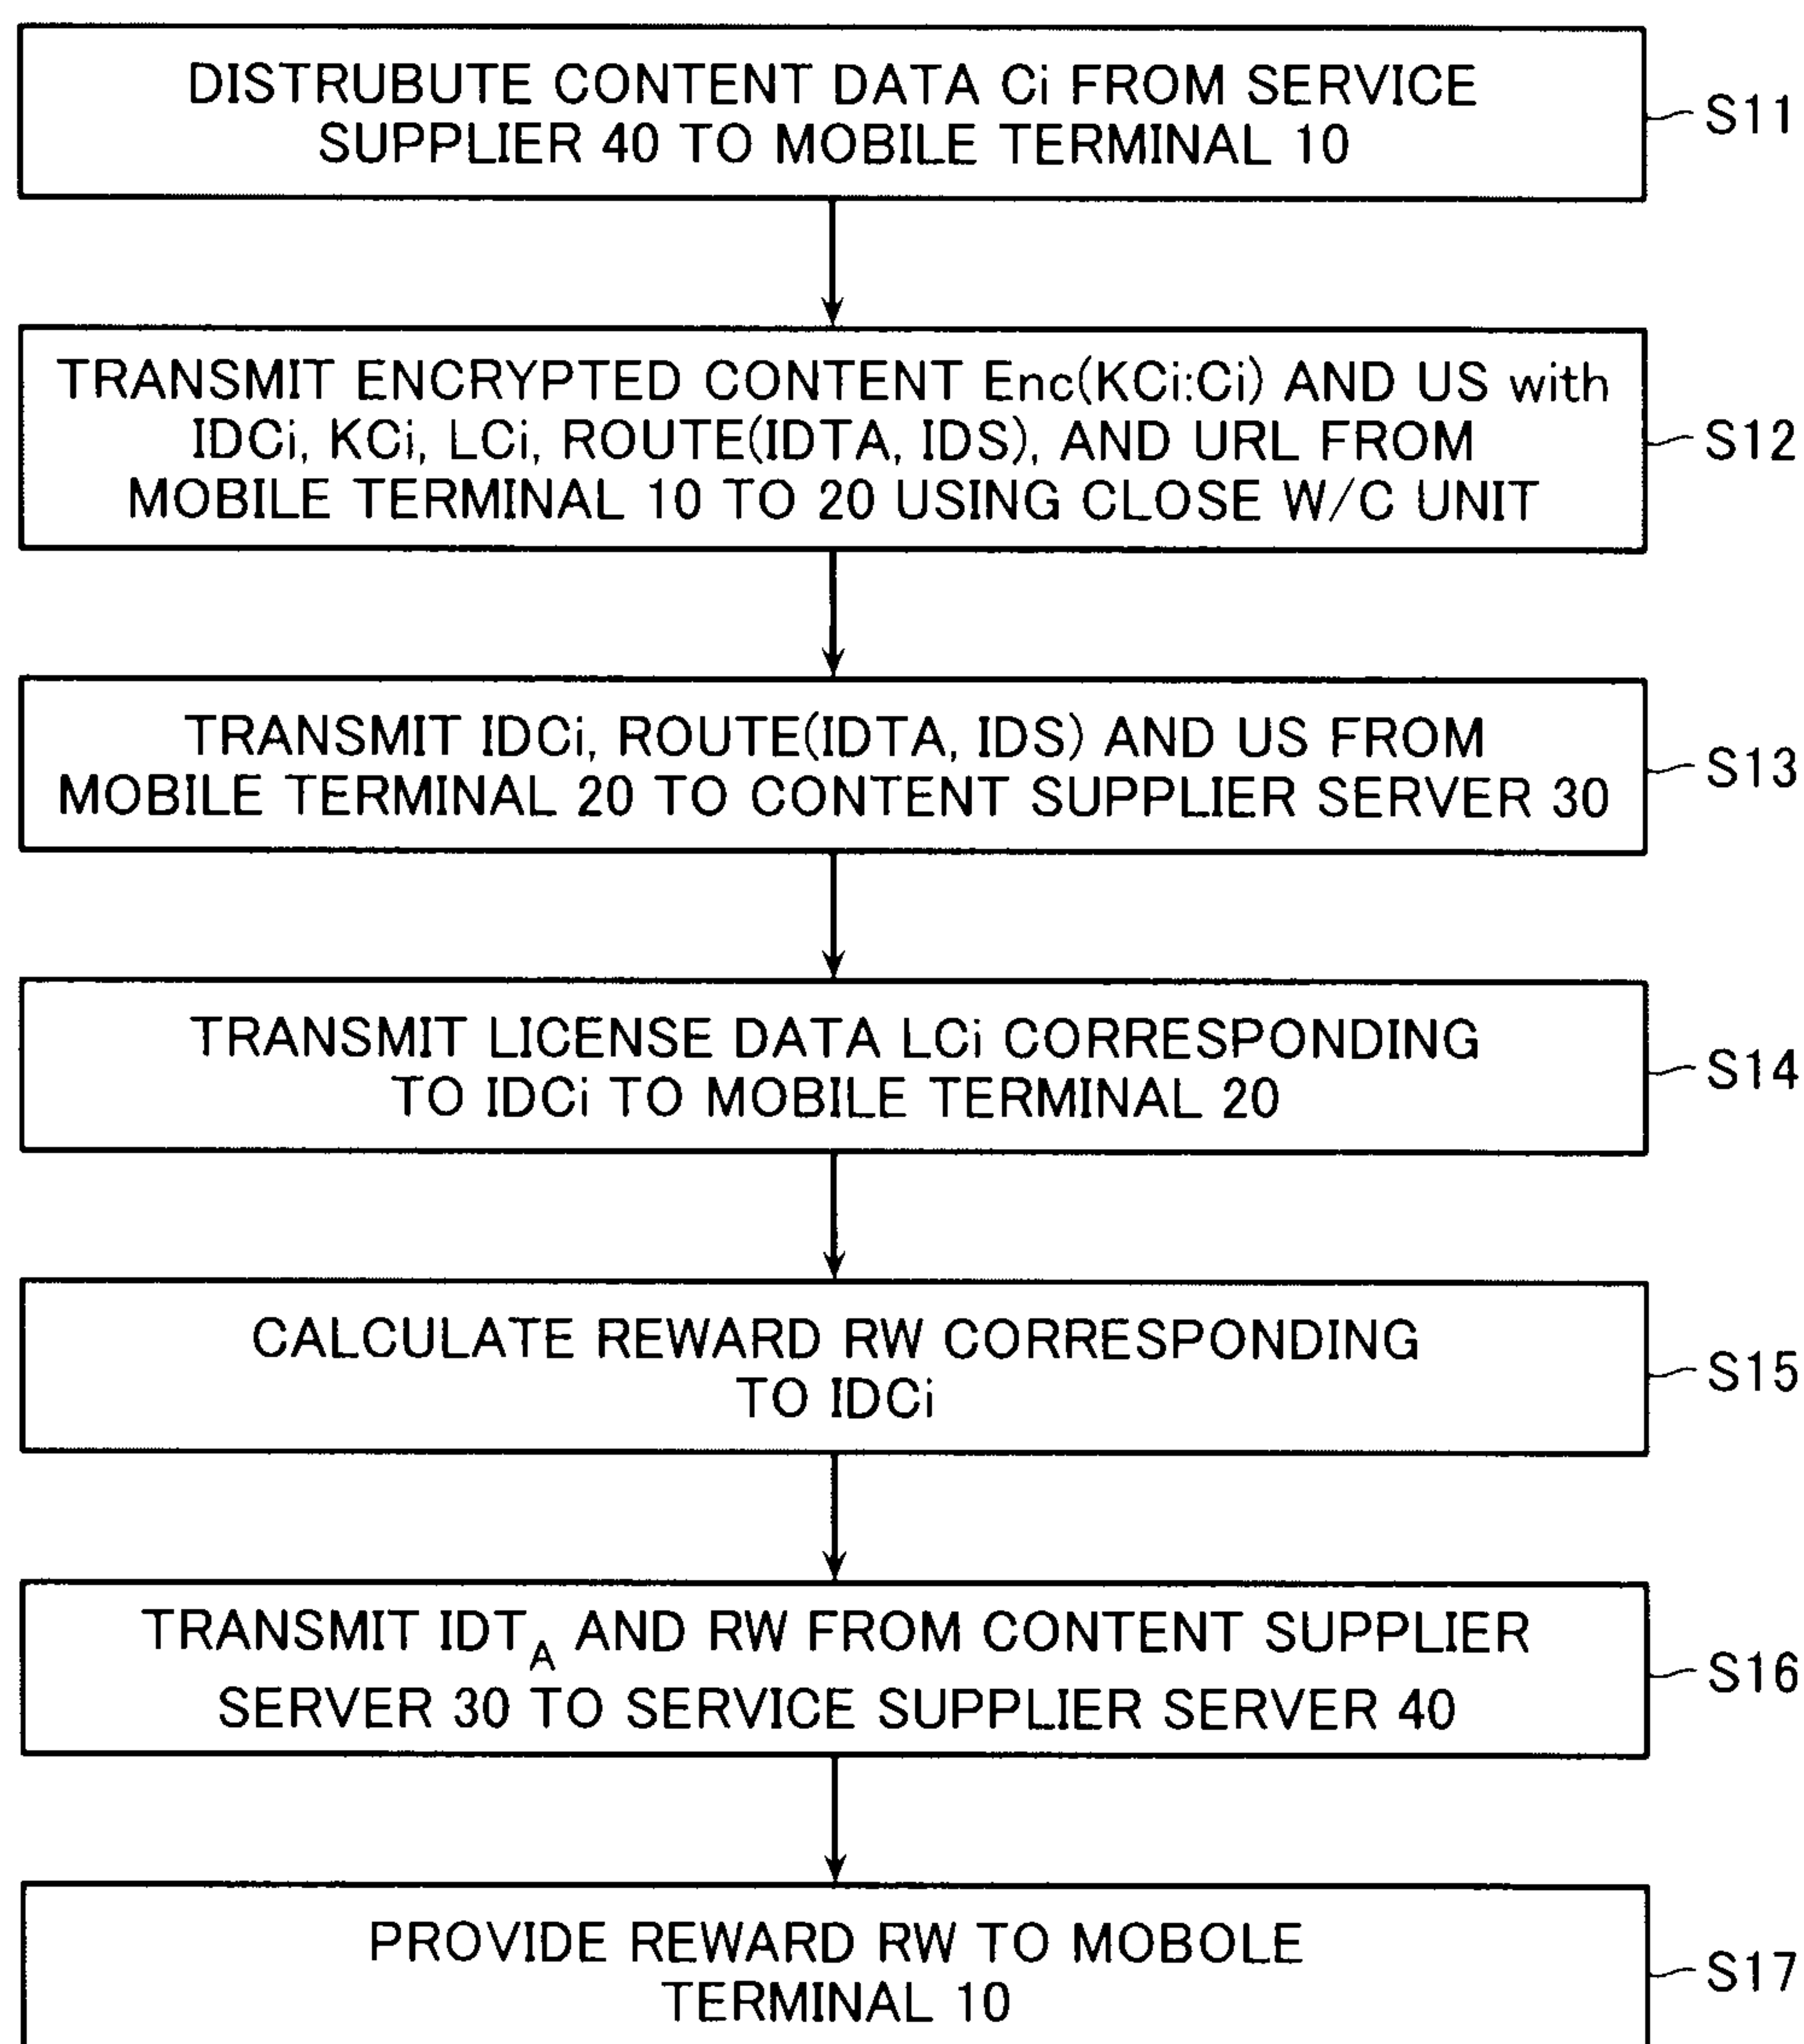 DISTRUBUTE CONTENT DATA Ci FROM SERVICE
SUPPLIER 40 TO MOBILE TERMINAL 10
S11
TRANSMIT ENCRYPTED CONTENT Enc(KCi:Ci) AND US with
IDCi, KCi, LCi, ROUTE(IDTA, IDS), AND URL FROM
MOBILE TERMINAL 10 TO 20 USING CLOSE W/C UNIT
S12
TRANSMIT IDCi, ROUTE(IDTA, IDS) AND US FROM
MOBILE TERMINAL 20 TO CONTENT SUPPLIER SERVER 30
S13
TRANSMIT LICENSE DATA LCi CORRESPONDING
TO IDCi TO MOBILE TERMINAL 20
S14
CALCULATE REWARD RW CORRESPONDING
TO IDCi
S15
TRANSMIT IDT_A AND RW FROM CONTENT SUPPLIER
SERVER 30 TO SERVICE SUPPLIER SERVER 40
S16
PROVIDE REWARD RW TO MOBOLE
TERMINAL 10
S17